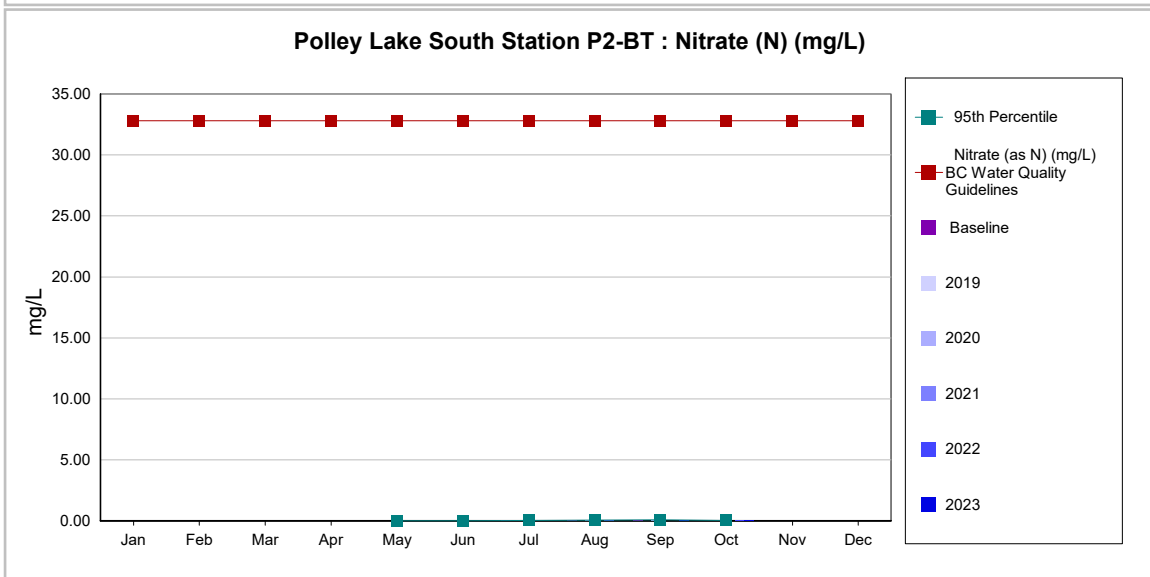 Polley Lake South Station P2-BT : Nitrate (N) (mg/L)
35.00
30.00
25.00
20.00
15.00
10.00
5.00
0.00
mg/L
Jan Feb Mar Apr May Jun Jul Aug Sep Oct Nov Dec
95th Percentile
Nitrate (as N) (mg/L)
BC Water Quality
Guidelines
Baseline
2019
2020
2021
2022
2023